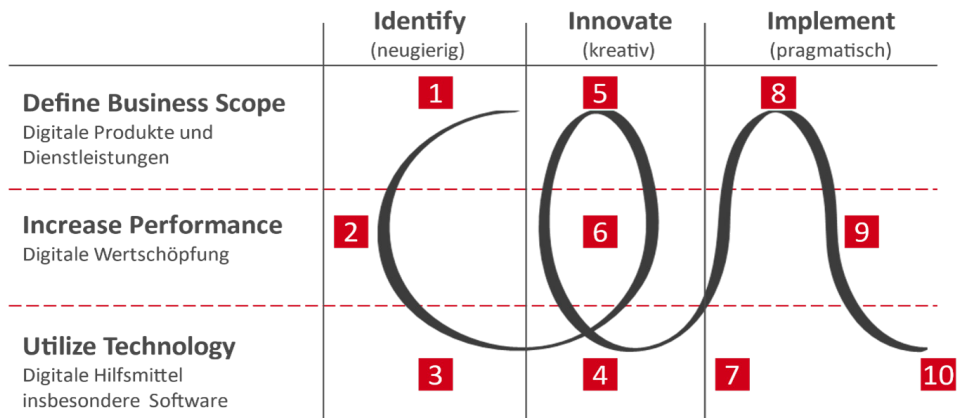 Identify
(neugierig)
Innovate
(kreativ)
Implement
(pragmatisch)
1
5
8
Define Business Scope
Digitale Produkte und
Dienstleistungen
2
6
9
Increase Performance
Digitale Wertschöpfung
Utilize Technology
Digitale Hilfsmittel
insbesondere Software
3
4
7
10